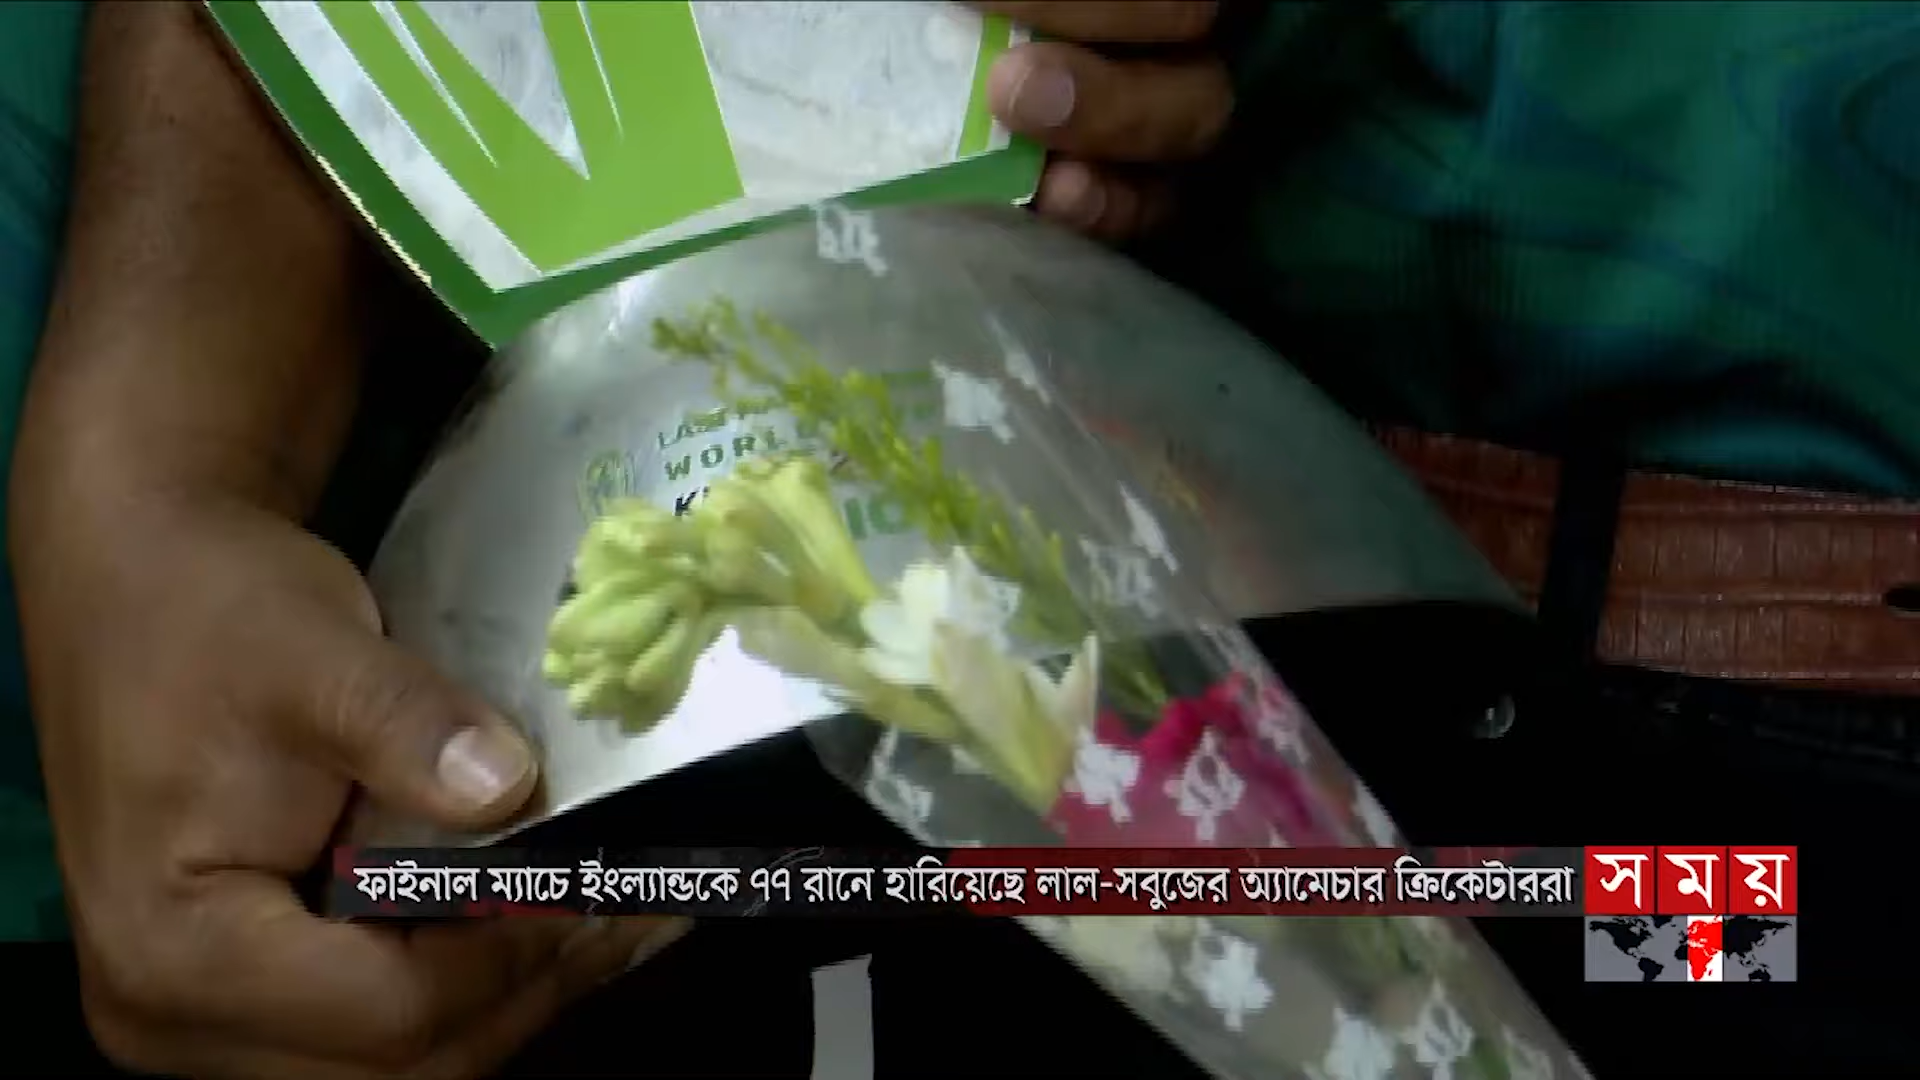 WORL
ফাইনাল ম্যাচে ইংল্যান্ডকে ৭৭ রানে হারিয়েছে লাল-সবুজের অ্যামেচার ক্রিকেটাররা
সময়